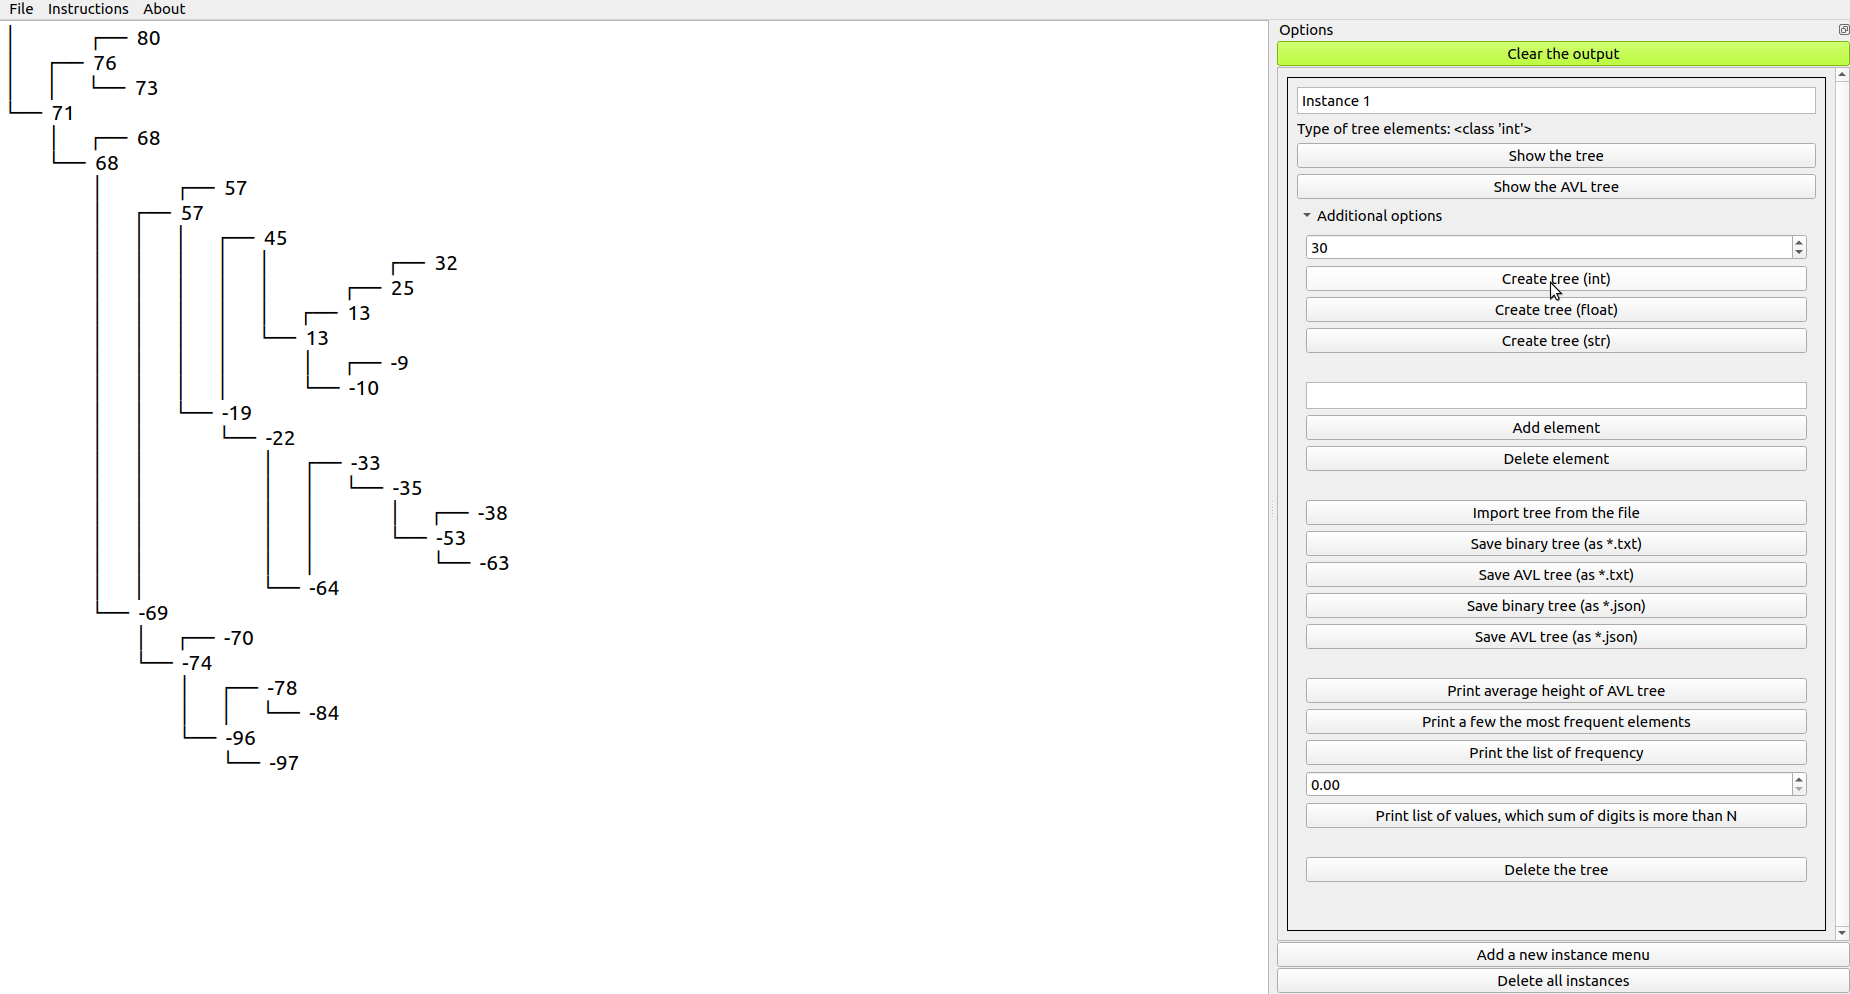 File Instructions About
80
76
73
71
68
68
57
57
45
32
25
13
13
-9
-10
-19
-22
-33
-35
-38
-53
-63
-64
-69
-70
-74
-78
-84
-96
-97
Options
Clear the output
Instance 1
Type of tree elements: <class 'int'>
Show the tree
Show the AVL tree
Additional options
30
Create tree (int)
Create tree (float)
Create tree (str)
Add element
Delete element
Import tree from the file
Save binary tree (as *.txt)
Save AVL tree (as *.txt)
Save binary tree (as *.json)
Save AVL tree (as *.json)
Print average height of AVL tree
Print a few the most frequent elements
Print the list of frequency
0.00
Print list of values, which sum of digits is more than N
Delete the tree
Add a new instance menu
Delete all instances